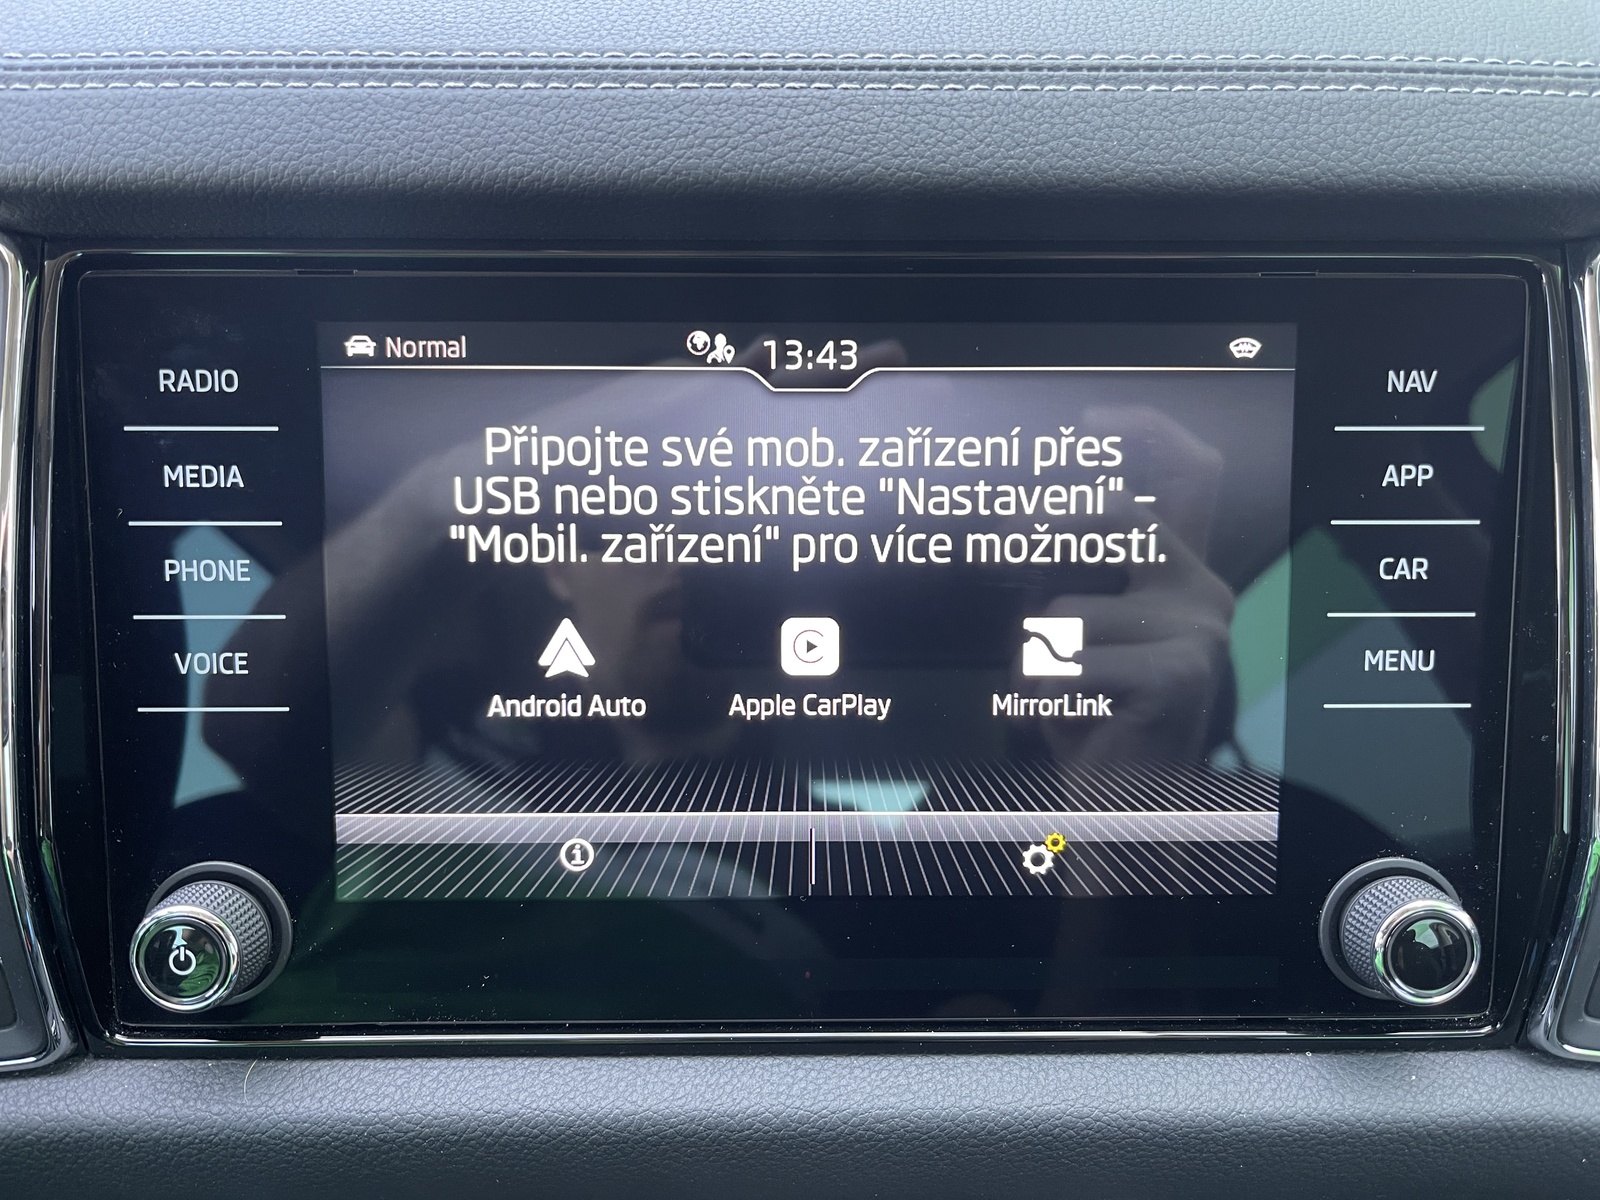 Normal
13:43
RADIO
MEDIA
PHONE
VOICE
Připojte své mob. zařízení přes
USB nebo stiskněte "Nastavení" –
"Mobil. zařízení" pro více možností.
Android Auto
Apple CarPlay
MirrorLink
NAV
APP
CAR
MENU